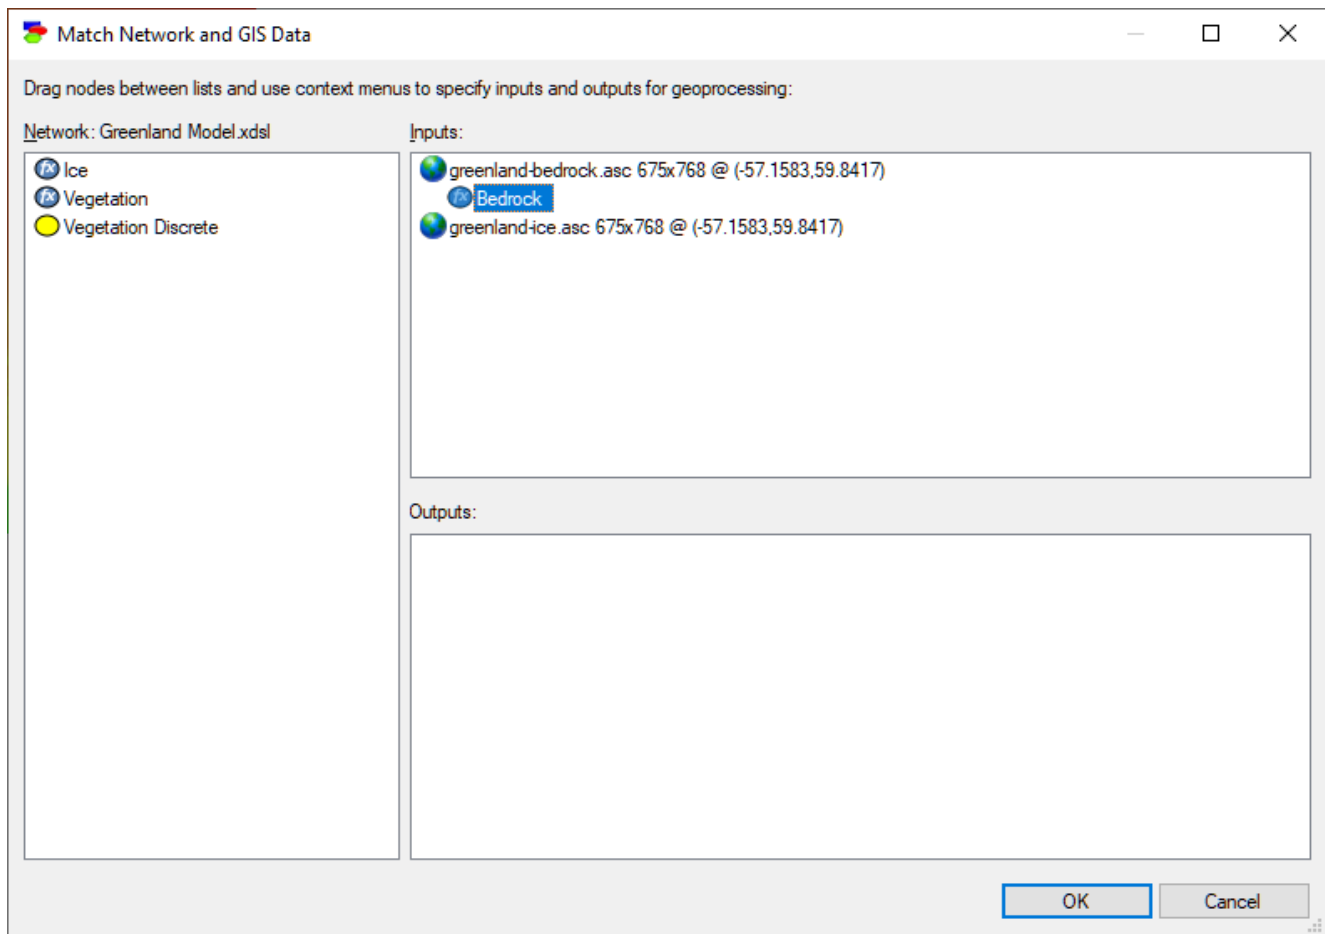 Match Network and GIS Data
Drag nodes between lists and use context menus to specify inputs and outputs for geoprocessing:
Network: Greenland Model.xdsl
Ice
Vegetation
Vegetation Discrete
Inputs:
greenland-bedrock.asc 675x768 @ (-57.1583,59.8417)
fx Bedrock
greenland-ice.asc 675x768 @ (-57.1583,59.8417)
Outputs:
OK
Cancel